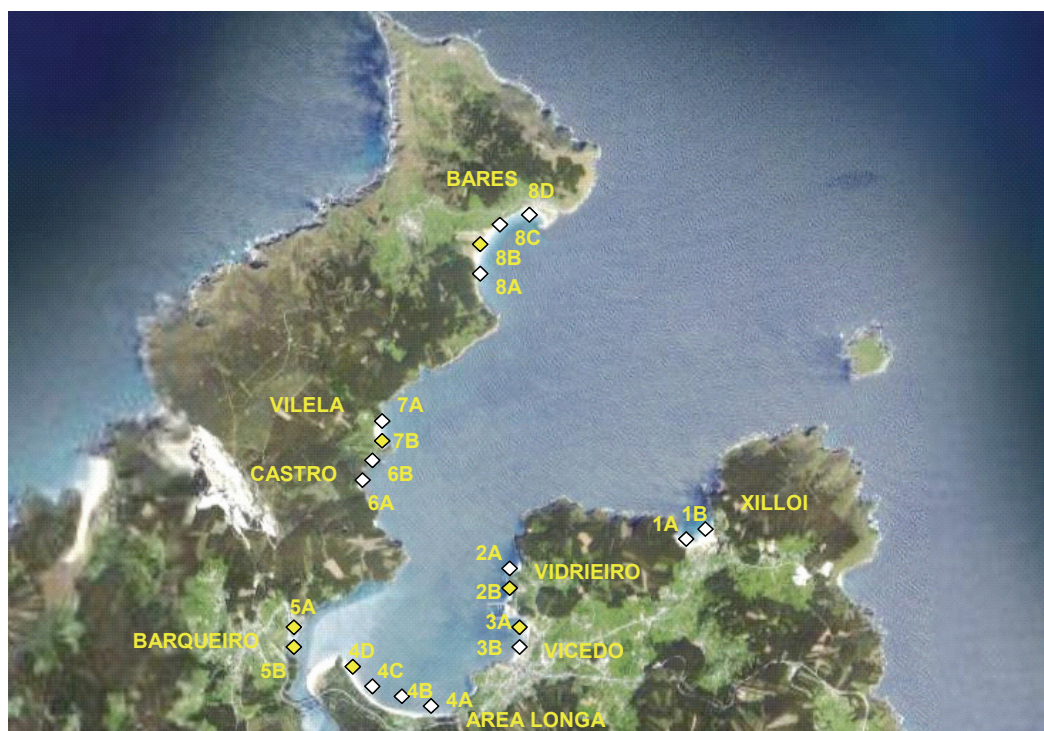 BARES
8D
8C
8B
8A
VILELA
7A
7B
CASTRO
6B
6A
XILLOI
1B
1A
2A
VIDRIEIRO
2B
5A
3A
BARQUEIRO
3B
VICEDO
5B
4D
4C
4B
4A
AREA LONGA